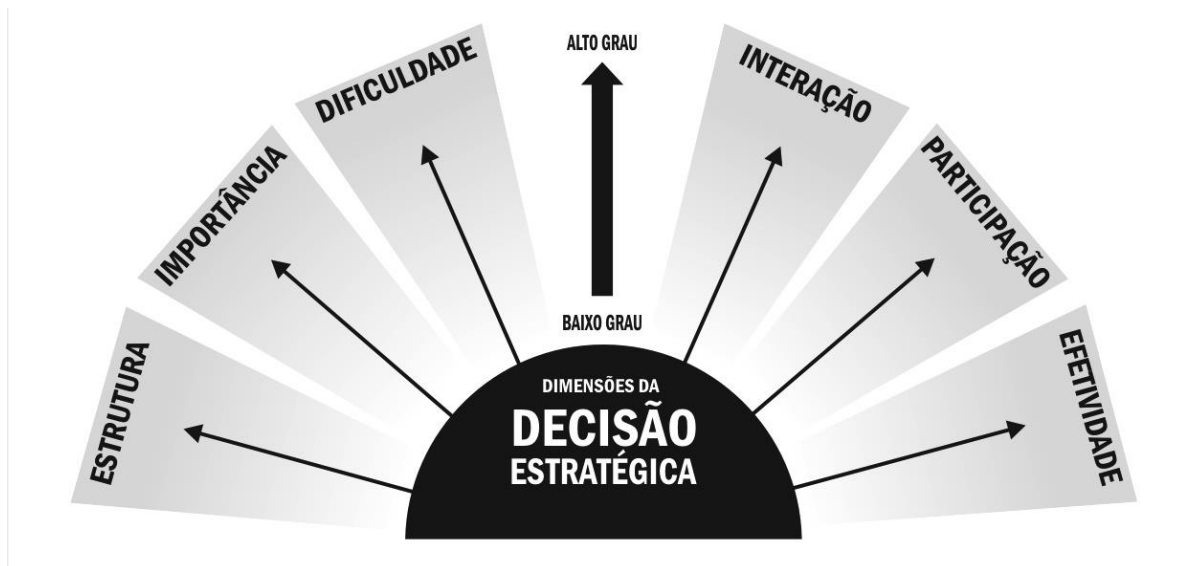 ESTRUTURA
IMPORTÂNCIA
DIFICULDADE
ALTO GRAU
BAIXO GRAU
INTERAÇÃO
PARTICIPAÇÃO
EFETIVIDADE
DIMENSÕES DA
DECISÃO
ESTRATÉGICA